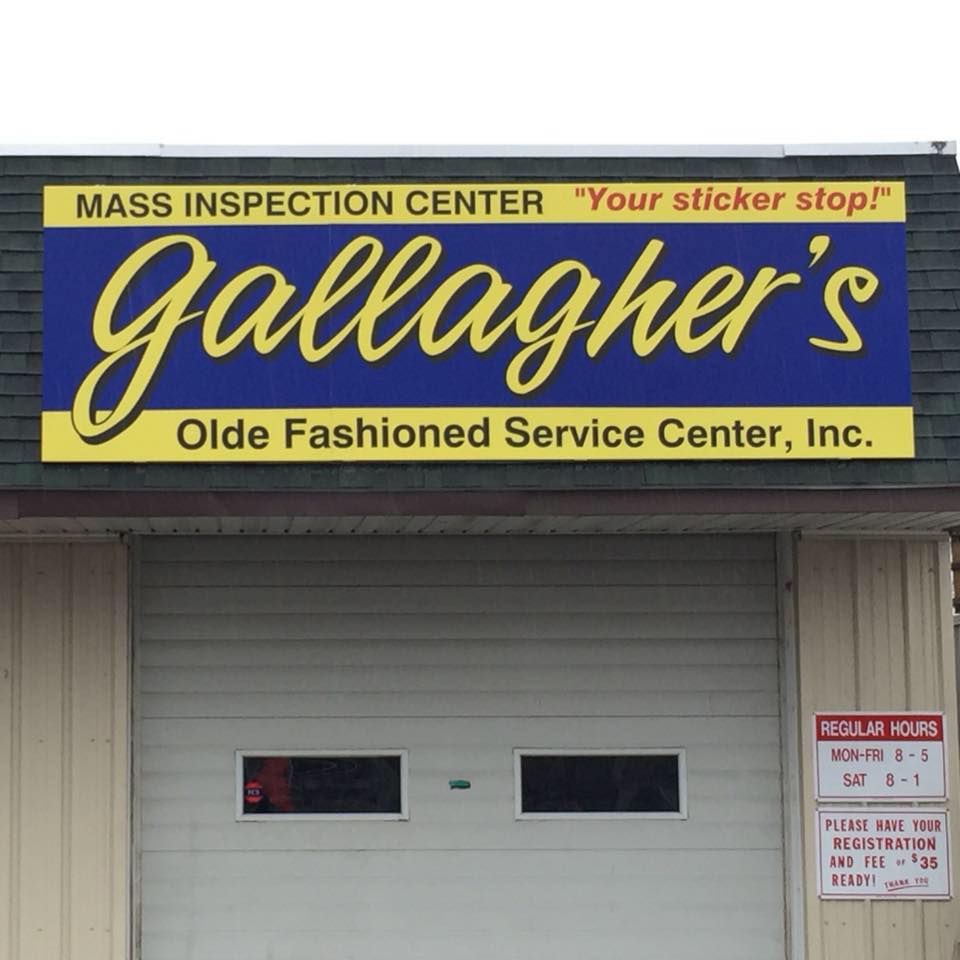 MASS INSPECTION CENTER "Your sticker stop!"
Gallagher's
Olde Fashioned Service Center, Inc.
REGULAR HOURS
MON-FRI 8 - 5
SAT 8 - 1
PLEASE HAVE YOUR
REGISTRATION
AND FEE OF $35
READY! THANK YOU